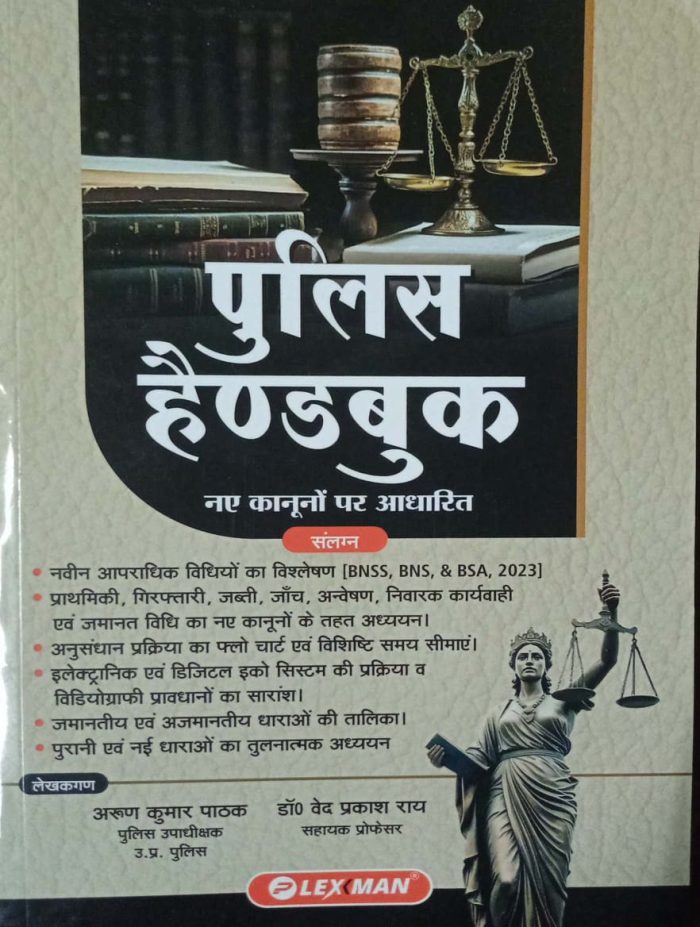 पुलिस
हैण्डबुक
नए कानूनों पर आधारित
संलग्न
• नवीन आपराधिक विधियों का विश्लेषण [BNSS, BNS, & BSA, 2023]
• प्राथमिकी, गिरफ्तारी, जब्ती, जाँच, अन्वेषण, निवारक कार्यवाही
एवं जमानत विधि का नए कानूनों के तहत अध्ययन।
• अनुसंधान प्रक्रिया का फ्लो चार्ट एवं विशिष्टि समय सीमाएं।
• इलेक्ट्रानिक एवं डिजिटल इको सिस्टम की प्रक्रिया व
विडियोग्राफी प्रावधानों का सारांश।
• जमानतीय एवं अजमानतीय धाराओं की तालिका।
• पुरानी एवं नई धाराओं का तुलनात्मक अध्ययन
लेखकगण
अरूण कुमार पाठक
पुलिस उपाधीक्षक
उ.प्र. पुलिस
डॉ0 वेद प्रकाश राय
सहायक प्रोफेसर
LEXMAN®